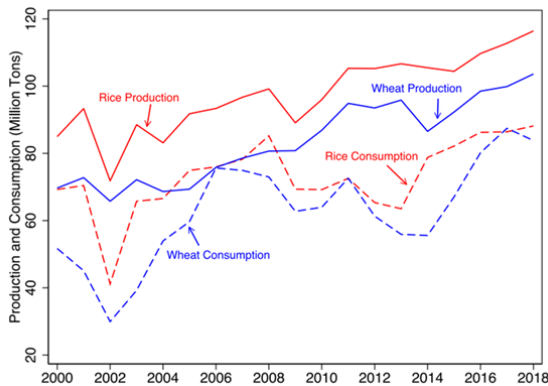 Production and Consumption (Million Tons)
120
100
80
60
40
20
Rice Production
Wheat Production
Rice Consumption
Wheat Consumption
2000 2002 2004 2006 2008 2010 2012 2014 2016 2018